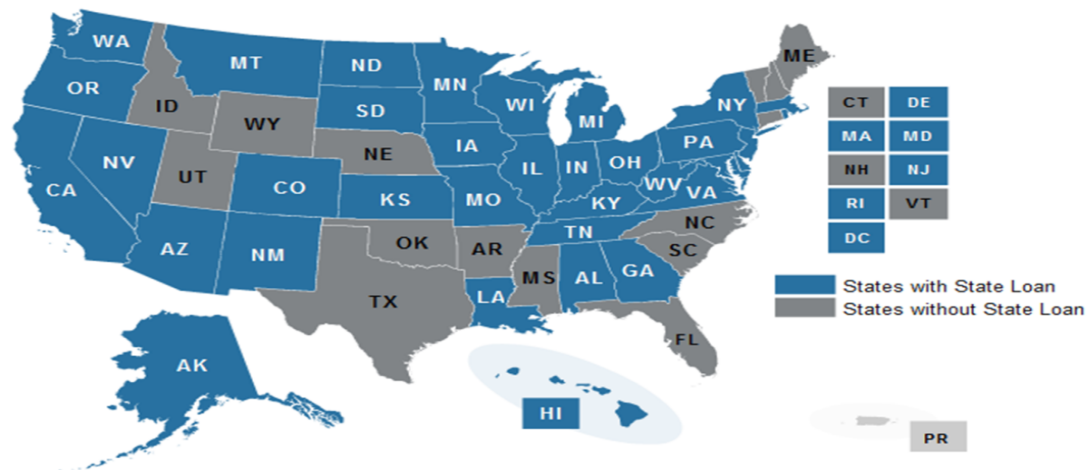 WA
MT
ND
MN
ME
OR
ID
SD
WI
MI
NY
CT
DE
WY
IA
PA
MA
MD
NV
NE
IL
IN
OH
NH
NJ
CA
UT
CO
KS
MO
WV
VA
KY
RI
VT
AZ
NM
OK
AR
TN
NC
DC
SC
TX
MS
AL
GA
LA
States with State Loan
States without State Loan
FL
AK
HI
PR